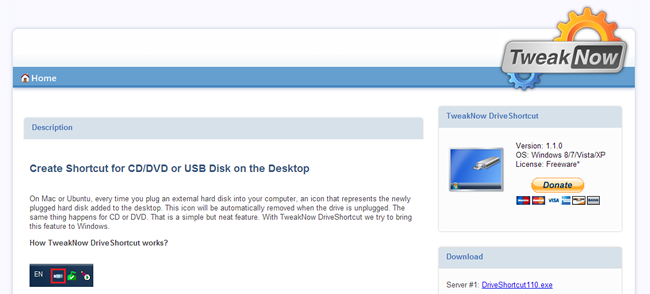 TweakNow
Home
Description
Create Shortcut for CD/DVD or USB Disk on the Desktop
On Mac or Ubuntu, every time you plug an external hard disk into your computer, an icon that represents the newly
plugged hard disk added to the desktop. This icon will be automatically removed when the drive is unplugged. The
same thing happens for CD or DVD. That is a simple but neat feature. With TweakNow DriveShortcut we try to bring
this feature to Windows.
How TweakNow DriveShortcut works?
EN
TweakNow DriveShortcut
Version: 1.1.0
OS: Windows 8/7/Vista/XP
License: Freeware*
Donate
VISA
BANK
Download
Server #1: DriveShortcut110.exe